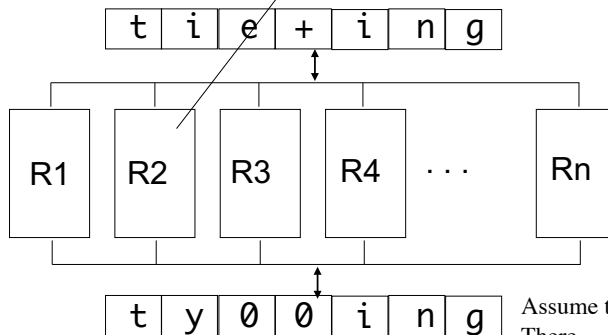 t i e + i n g
R1 R2 R3 R4 . . . Rn
t y 0 0 i n g
Assume t
There